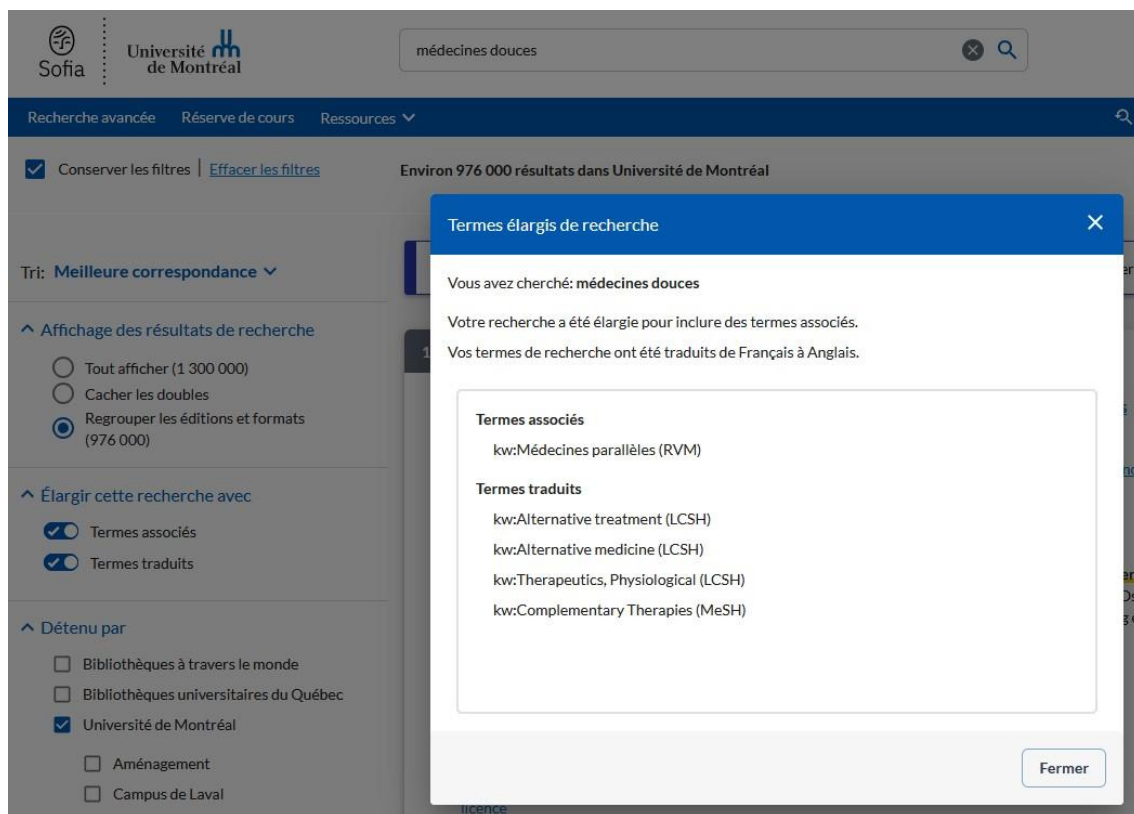 Sofia
Université
de Montréal
médecines douces
Recherche avancée Réserve de cours Ressources
Conserver les filtres | Effacer les filtres
Environ 976 000 résultats dans Université de Montréal
Tri: Meilleure correspondance
Affichage des résultats de recherche
Tout afficher (1 300 000)
Cacher les doubles
Regrouper les éditions et formats
(976 000)
Élargir cette recherche avec
Termes associés
Termes traduits
Détenu par
Bibliothèques à travers le monde
Bibliothèques universitaires du Québec
Université de Montréal
Aménagement
Campus de Laval
Termes élargis de recherche
Vous avez cherché: médecines douces
Votre recherche a été élargie pour inclure des termes associés.
Vos termes de recherche ont été traduits de Français à Anglais.
Termes associés
kw:Médecines parallèles (RVM)
Termes traduits
kw:Alternative treatment (LCSH)
kw:Alternative medicine (LCSH)
kw:Therapeutics, Physiological (LCSH)
kw:Complementary Therapies (MeSH)
Fermer
licence